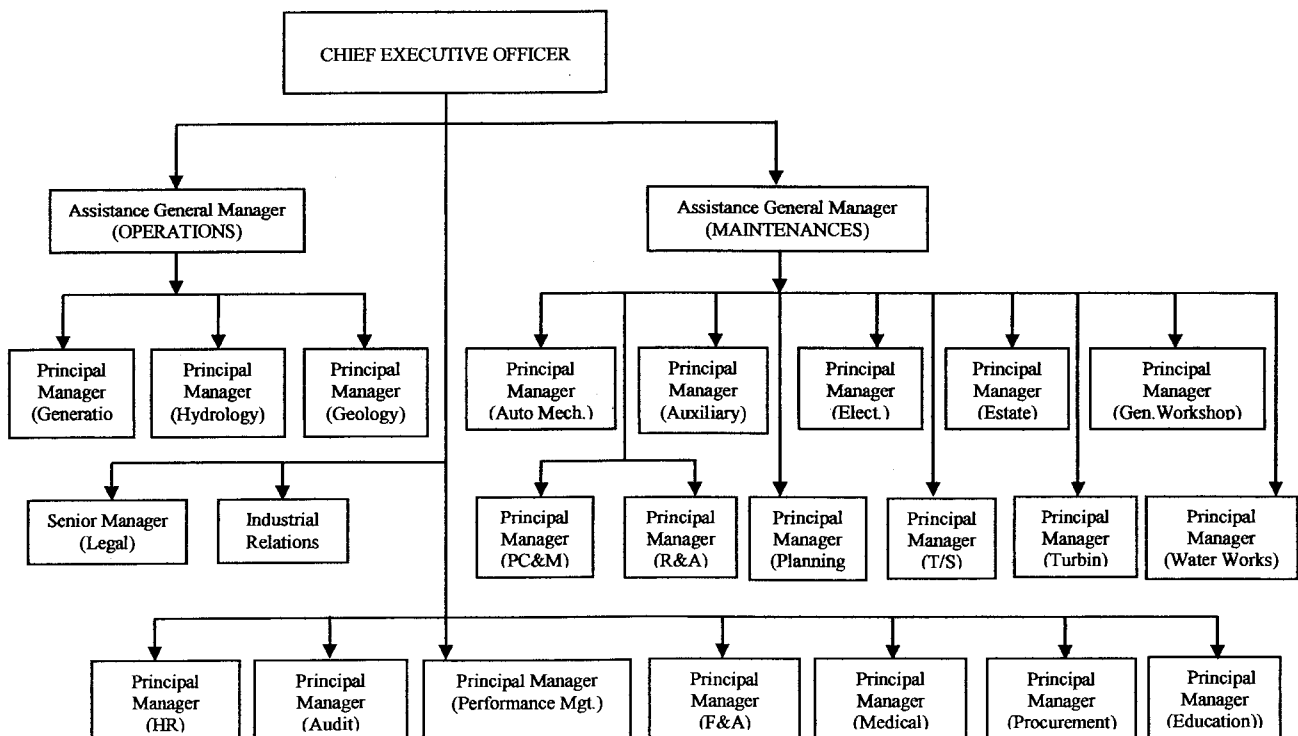 CHIEF EXECUTIVE OFFICER
Assistance General Manager
(OPERATIONS)
Assistance General Manager
(MAINTENANCES)
Principal
Manager
(Generatio
Principal
Manager
(Hydrology)
Principal
Manager
(Geology)
Principal
Manager
(Auto Mech.)
Principal
Manager
(Auxiliary)
Principal
Manager
(Elect.)
Principal
Manager
(Estate)
Principal
Manager
(Gen.Workshop)
Senior Manager
(Legal)
Industrial
Relations
Principal
Manager
(PC&M)
Principal
Manager
(R&A)
Principal
Manager
(Planning
Principal
Manager
(T/S)
Principal
Manager
(Turbin)
Principal
Manager
(Water Works)
Principal
Manager
(HR)
Principal
Manager
(Audit)
Principal Manager
(Performance Mgt.)
Principal
Manager
(F&A)
Principal
Manager
(Medical)
Principal
Manager
(Procurement)
Principal
Manager
(Education))